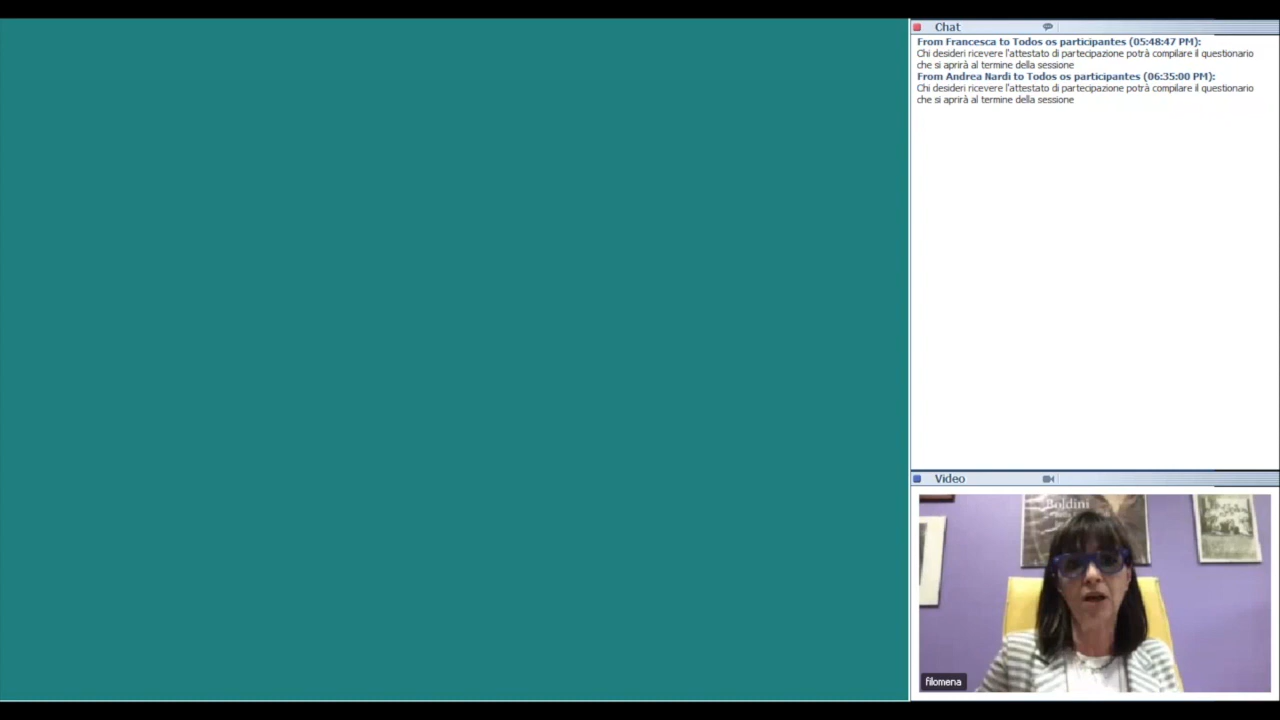 Chat
From Francesca to Todos os participantes (05:48:47 PM):
Chi desideri ricevere l'attestato di partecipazione potrà compilare il questionario
che si aprirà al termine della sessione
From Andrea Nardi to Todos os participantes (06:35:00 PM):
Chi desideri ricevere l'attestato di partecipazione potrà compilare il questionario
che si aprirà al termine della sessione
Video
Boldini
filomena